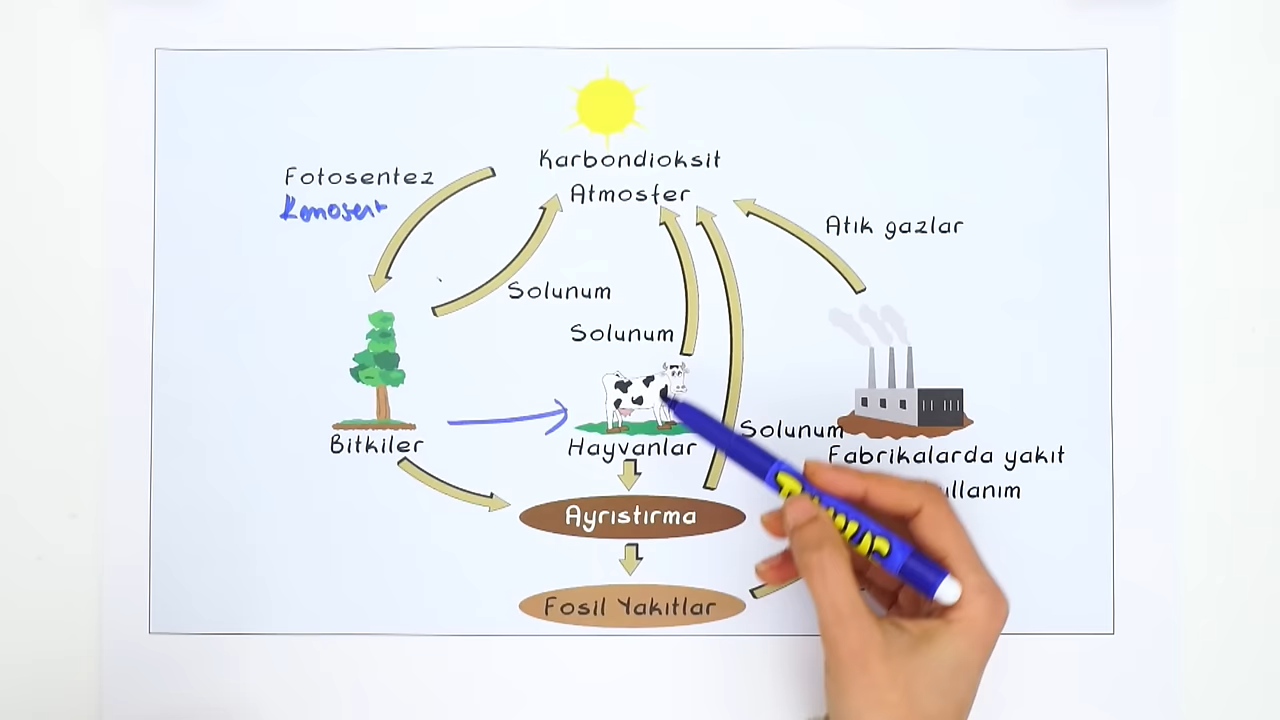 Karbondioksit
Atmosfer
Fotosentez
Kemosent
Atık gazlar
Solunum
Solunum
Solunum
Bitkiler
Hayvanlar
Fabrikalarda yakıt
Ayrıştırma
Fosil Yakıtlar